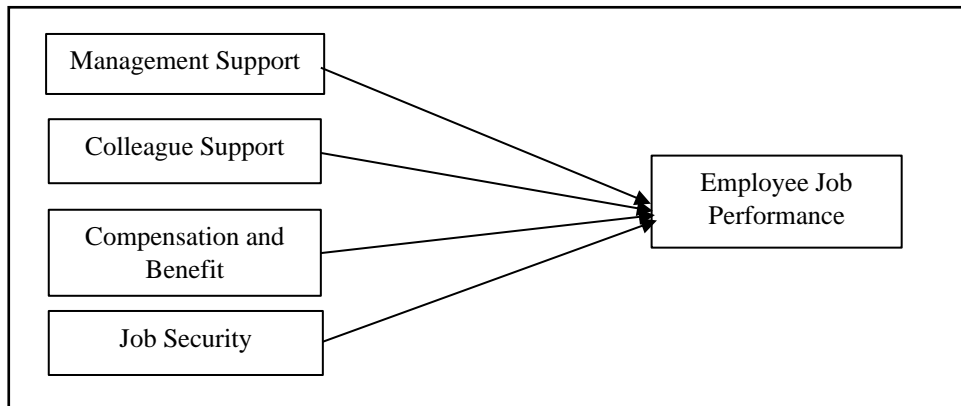 Management Support
Colleague Support
Compensation and
Benefit
Job Security
Employee Job
Performance